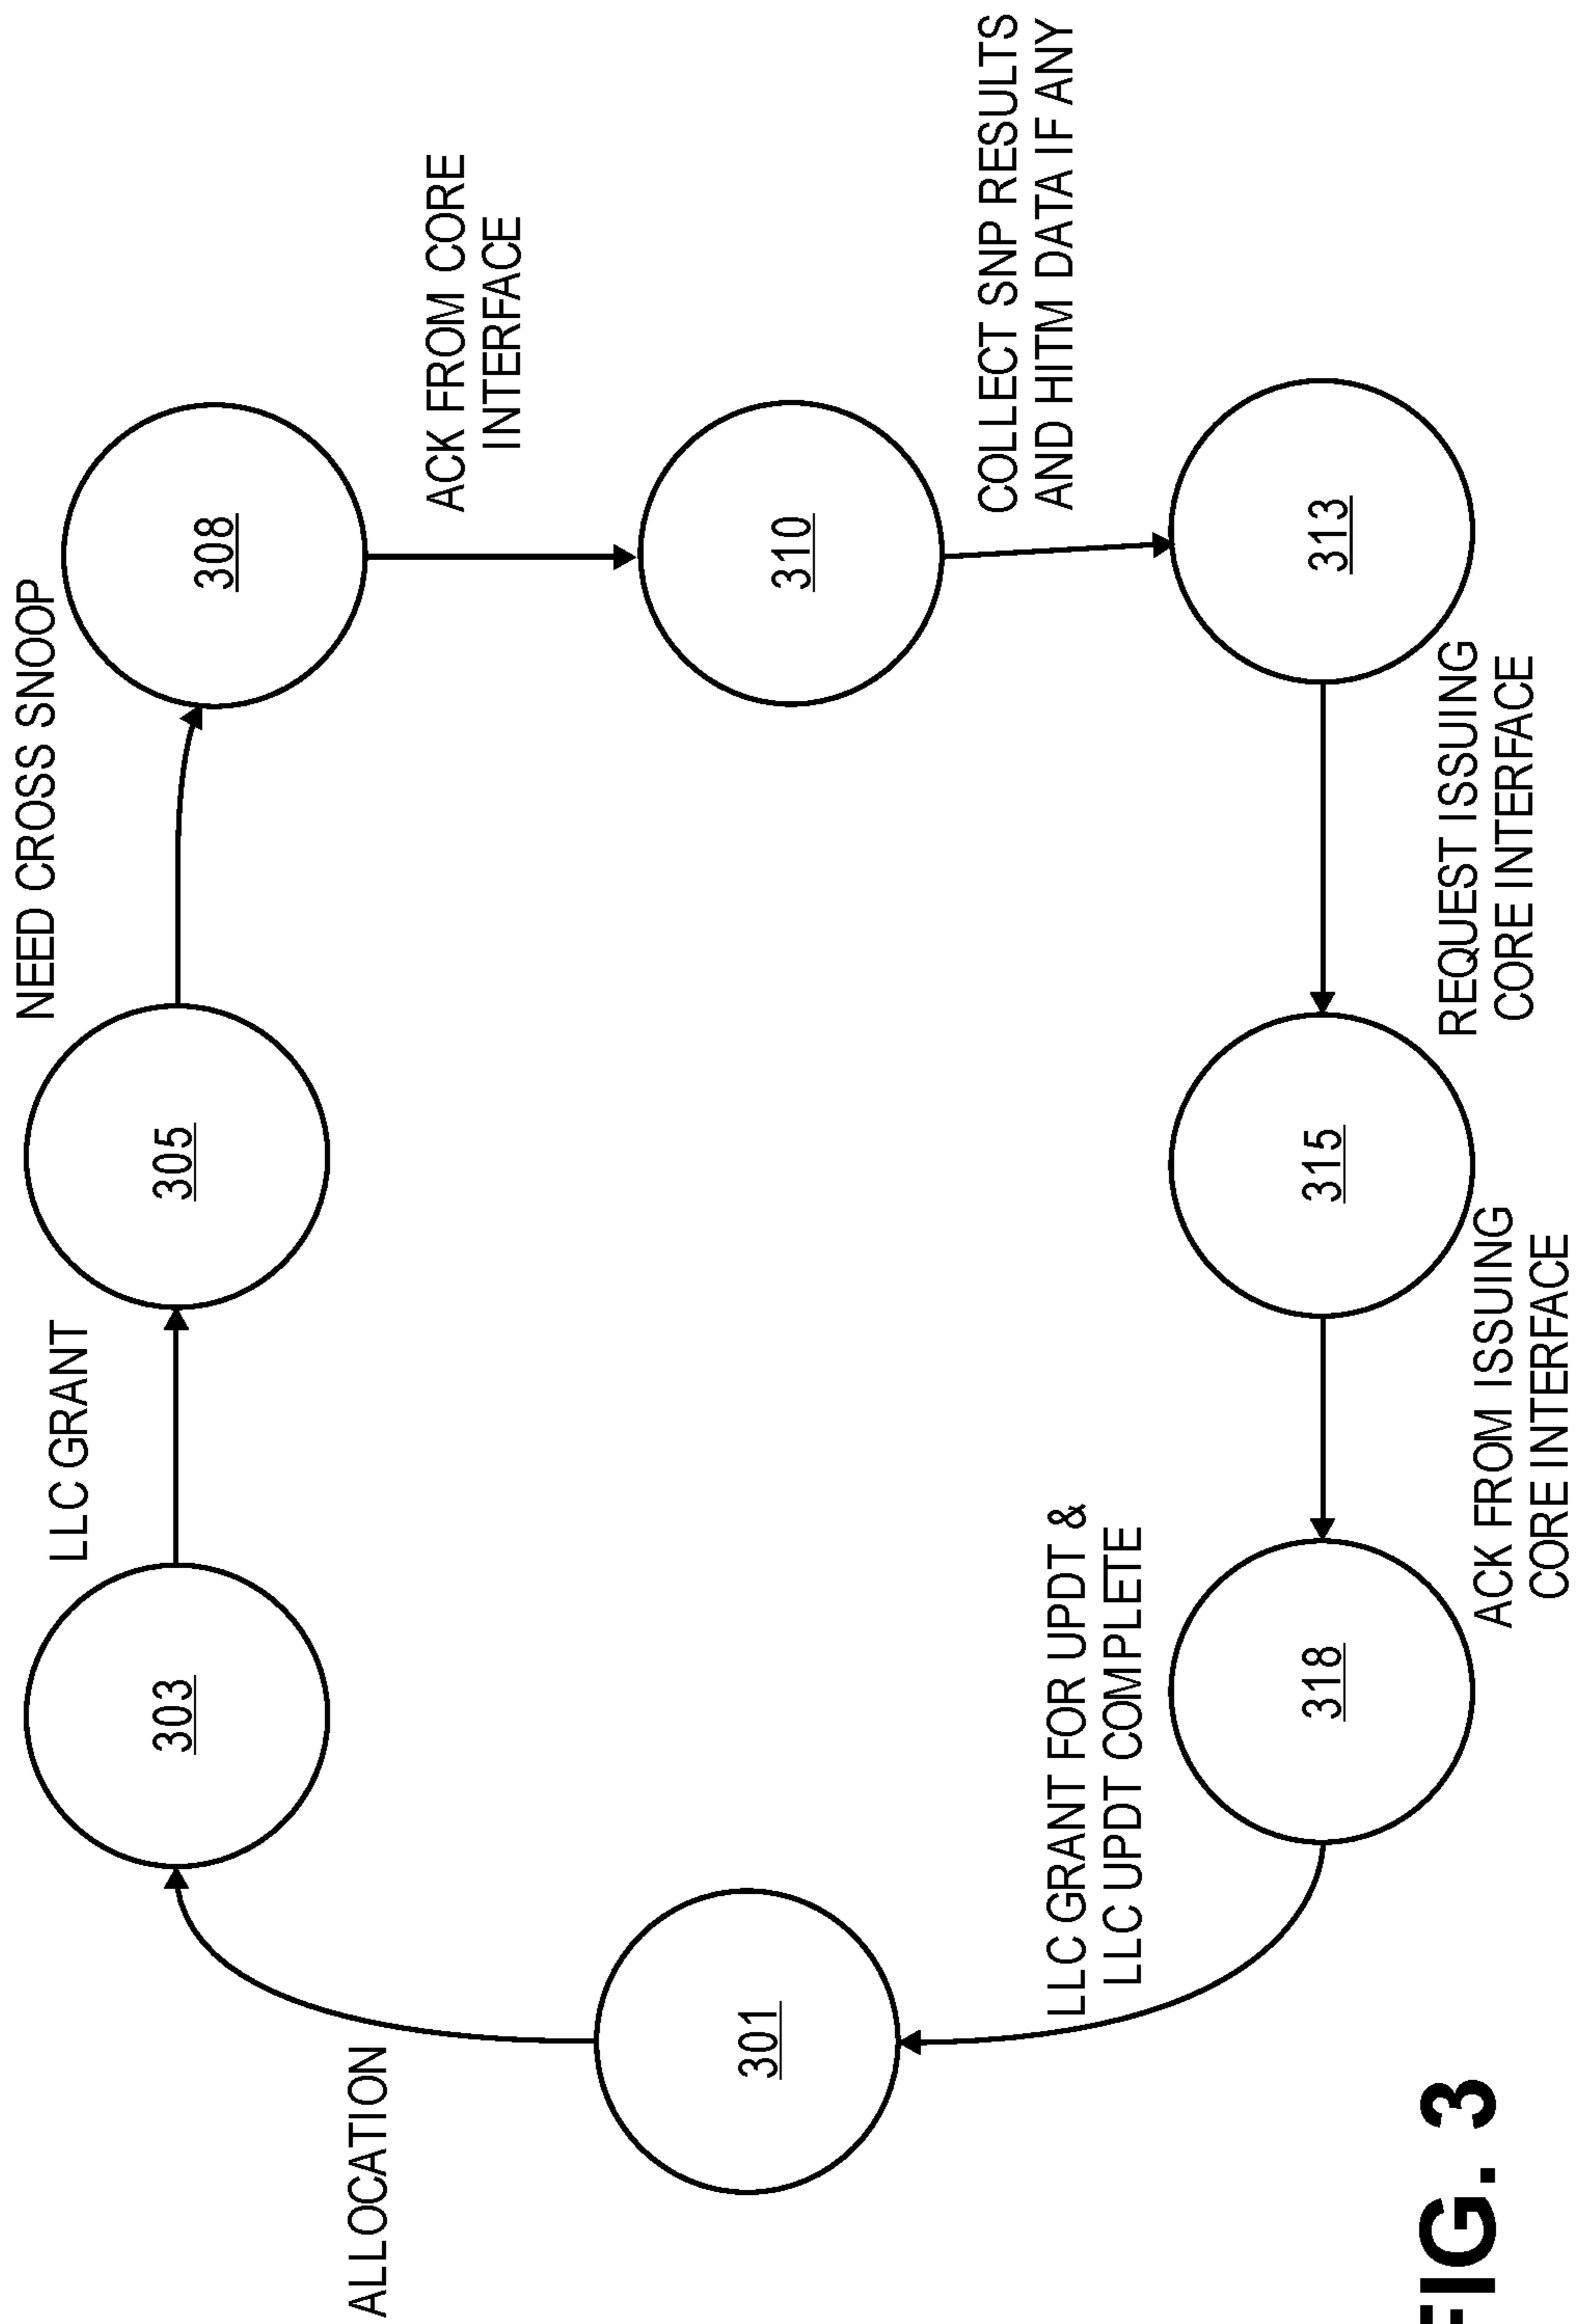 ALLOCATION
301
303
LLC GRANT
305
NEED CROSS SNOOP
308
ACK FROM CORE
INTERFACE
310
COLLECT SNP RESULTS
AND HITM DATA IF ANY
313
REQUEST ISSUING
CORE INTERFACE
315
ACK FROM ISSUING
CORE INTERFACE
318
LLC GRANT FOR UPDT &
LLC UPDT COMPLETE
FIG. 3